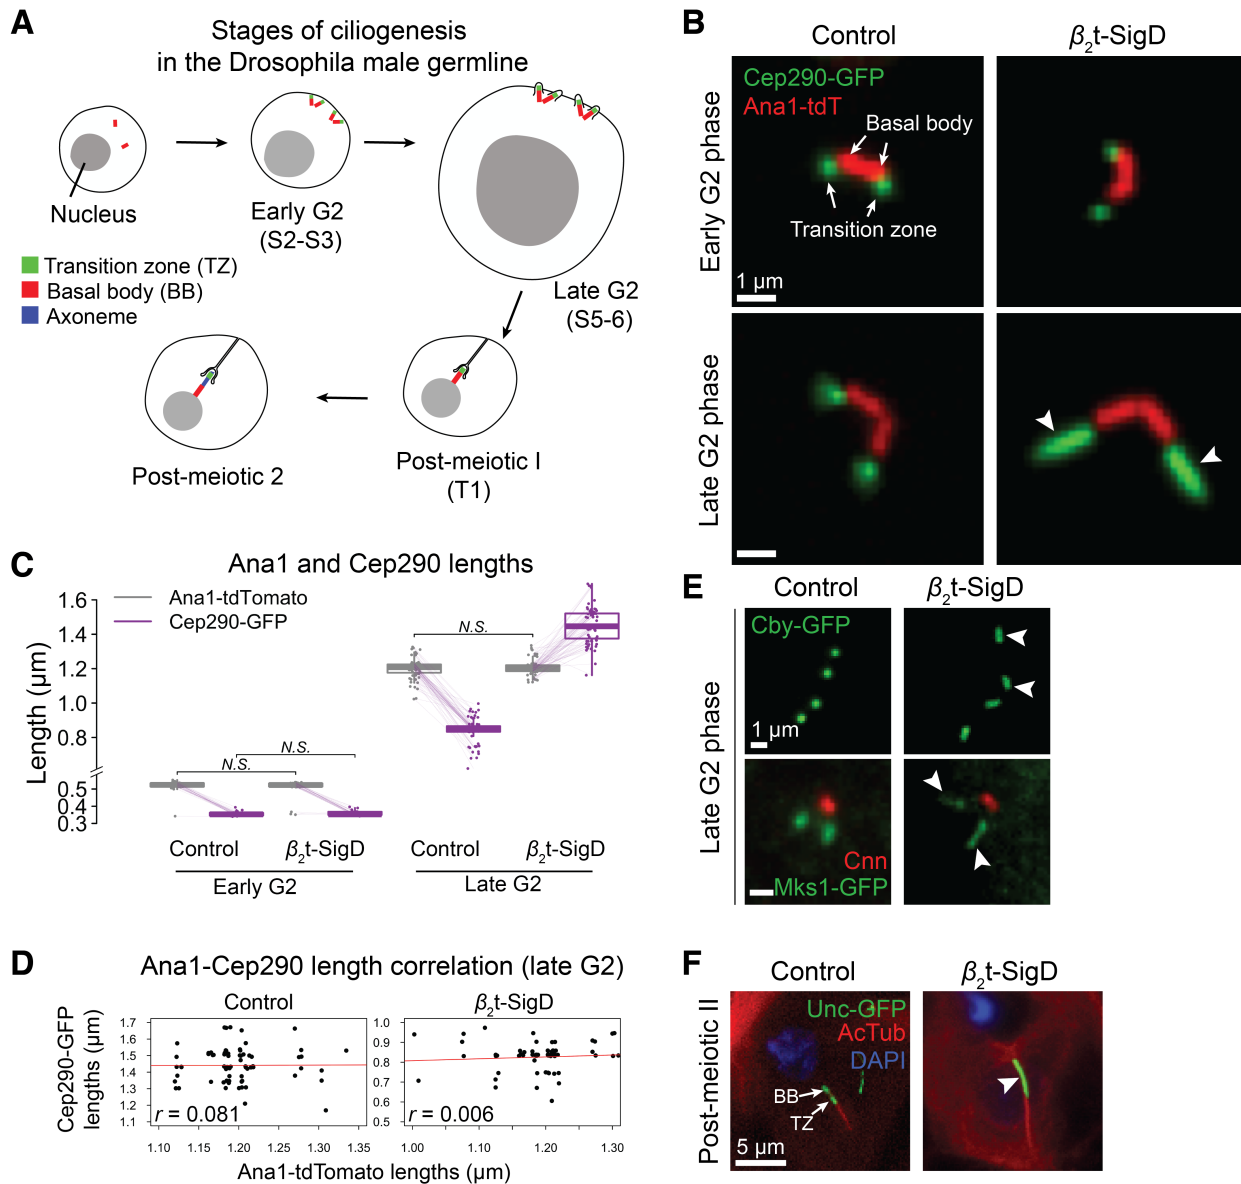 A
Stages of ciliogenesis
in the Drosophila male germline
Nucleus
Early G2
(S2-S3)
Late G2
(S5-6)
Transition zone (TZ)
Basal body (BB)
Axoneme
Post-meiotic 2
Post-meiotic I
(T1)
B
Control
β2t-SigD
Early G2 phase
Cep290-GFP
Ana1-tdT
Basal body
Transition zone
1 μm
Late G2 phase
C
Ana1 and Cep290 lengths
Ana1-tdTomato
Cep290-GFP
Length (μm)
1.6
1.4
1.2
1.0
0.8
0.5
0.4
0.3
N.S.
N.S.
N.S.
Control
β2t-SigD
Control
β2t-SigD
Early G2
Late G2
D
Ana1-Cep290 length correlation (late G2)
Control
β2t-SigD
Cep290-GFP
lengths (μm)
1.7
1.6
1.5
1.4
1.3
1.2
1.1
r = 0.081
1.10
1.15
1.20
1.25
1.30
1.35
1.0
0.9
0.8
0.7
0.6
0.5
r = 0.006
1.00
1.05
1.10
1.15
1.20
1.25
1.30
Ana1-tdTomato lengths (μm)
E
Control
β2t-SigD
Late G2 phase
Cby-GFP
1 μm
Cnn
Mks1-GFP
F
Control
β2t-SigD
Post-meiotic II
Unc-GFP
AcTub
DAPI
BB
TZ
5 μm